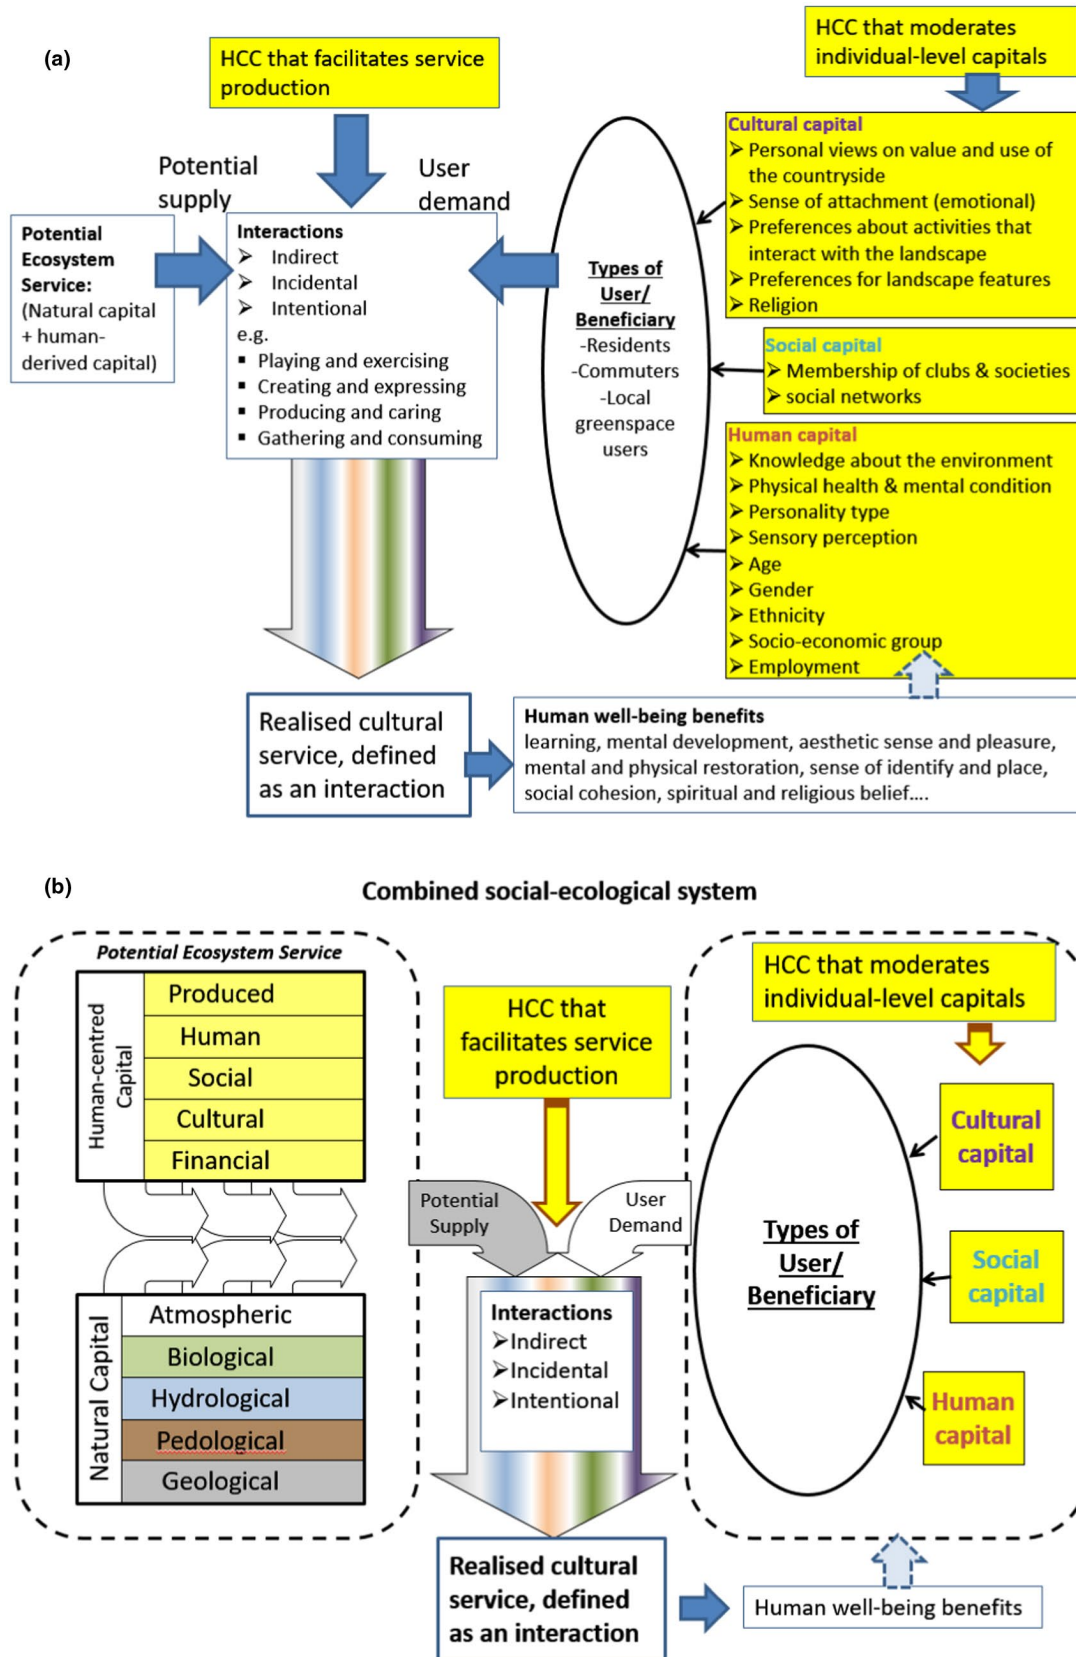 (a)
HCC that facilitates service
production
HCC that moderates
individual-level capitals
Potential
supply
User
demand
Potential
Ecosystem
Service:
(Natural capital
+ human-
derived capital)
Interactions
➢ Indirect
➢ Incidental
➢ Intentional
e.g.
▪ Playing and exercising
▪ Creating and expressing
▪ Producing and caring
▪ Gathering and consuming
Types of
User/
Beneficiary
-Residents
-Commuters
-Local
greenspace
users
Cultural capital
➢ Personal views on value and use of
the countryside
➢ Sense of attachment (emotional)
➢ Preferences about activities that
interact with the landscape
➢ Preferences for landscape features
➢ Religion
Social capital
➢ Membership of clubs & societies
➢ social networks
Human capital
➢ Knowledge about the environment
➢ Physical health & mental condition
➢ Personality type
➢ Sensory perception
➢ Age
➢ Gender
➢ Ethnicity
➢ Socio-economic group
➢ Employment
Realised cultural
service, defined
as an interaction
Human well-being benefits
learning, mental development, aesthetic sense and pleasure,
mental and physical restoration, sense of identify and place,
social cohesion, spiritual and religious belief....
(b)
Combined social-ecological system
Potential Ecosystem Service
Human-centred
Capital
Produced
Human
Social
Cultural
Financial
Natural Capital
Atmospheric
Biological
Hydrological
Pedological
Geological
HCC that
facilitates service
production
Potential
Supply
User
Demand
Interactions
➢Indirect
➢Incidental
➢Intentional
HCC that moderates
individual-level capitals
Types of
User/
Beneficiary
Cultural
capital
Social
capital
Human
capital
Realised cultural
service, defined
as an interaction
Human well-being benefits